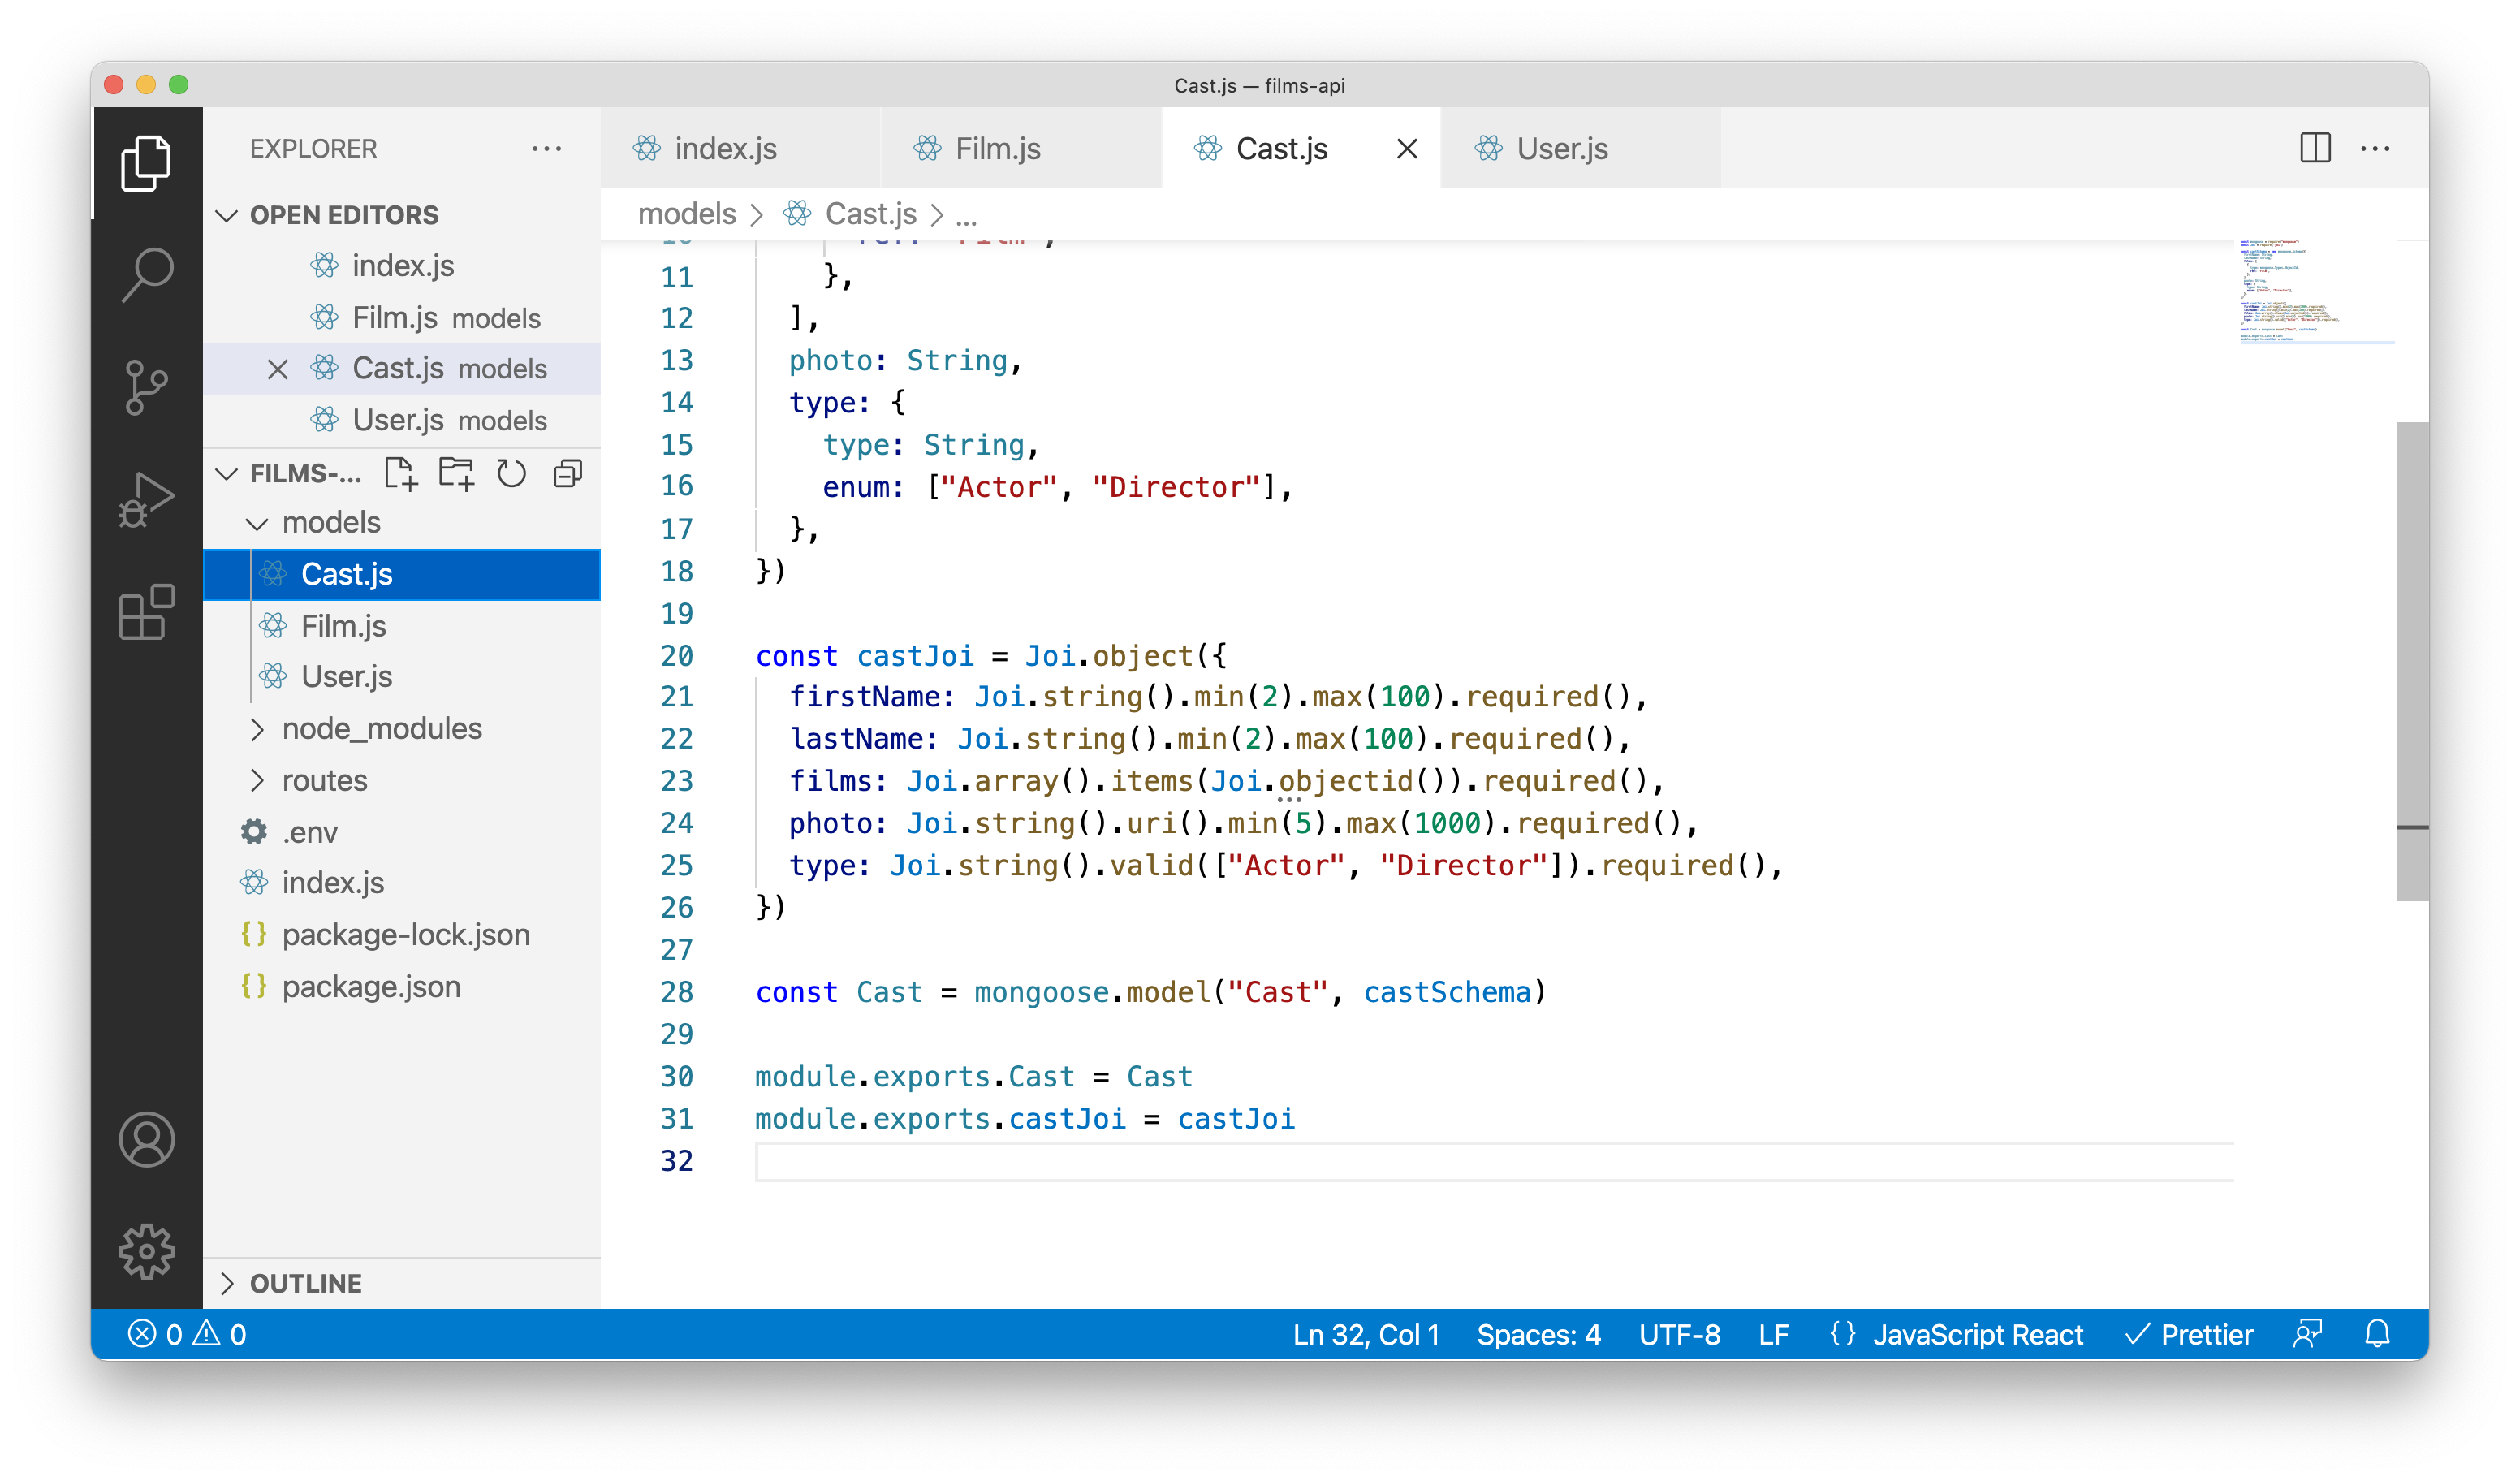 Cast.js — films-api
EXPLORER
index.js
Film.js
Cast.js
User.js
OPEN EDITORS
index.js
Film.js models
Cast.js models
User.js models
FILMS-...
models
Cast.js
Film.js
User.js
node_modules
routes
.env
index.js
package-lock.json
package.json
OUTLINE
models > Cast.js > ...
11 },
12 ],
13 photo: String,
14 type: {
15 type: String,
16 enum: ["Actor", "Director"],
17 },
18 })
19
20 const castJoi = Joi.object({
21 firstName: Joi.string().min(2).max(100).required(),
22 lastName: Joi.string().min(2).max(100).required(),
23 films: Joi.array().items(Joi.objectid()).required(),
24 photo: Joi.string().uri().min(5).max(1000).required(),
25 type: Joi.string().valid(["Actor", "Director"]).required(),
26 })
27
28 const Cast = mongoose.model("Cast", castSchema)
29
30 module.exports.Cast = Cast
31 module.exports.castJoi = castJoi
32
0 0
Ln 32, Col 1 Spaces: 4 UTF-8 LF {} JavaScript React Prettier